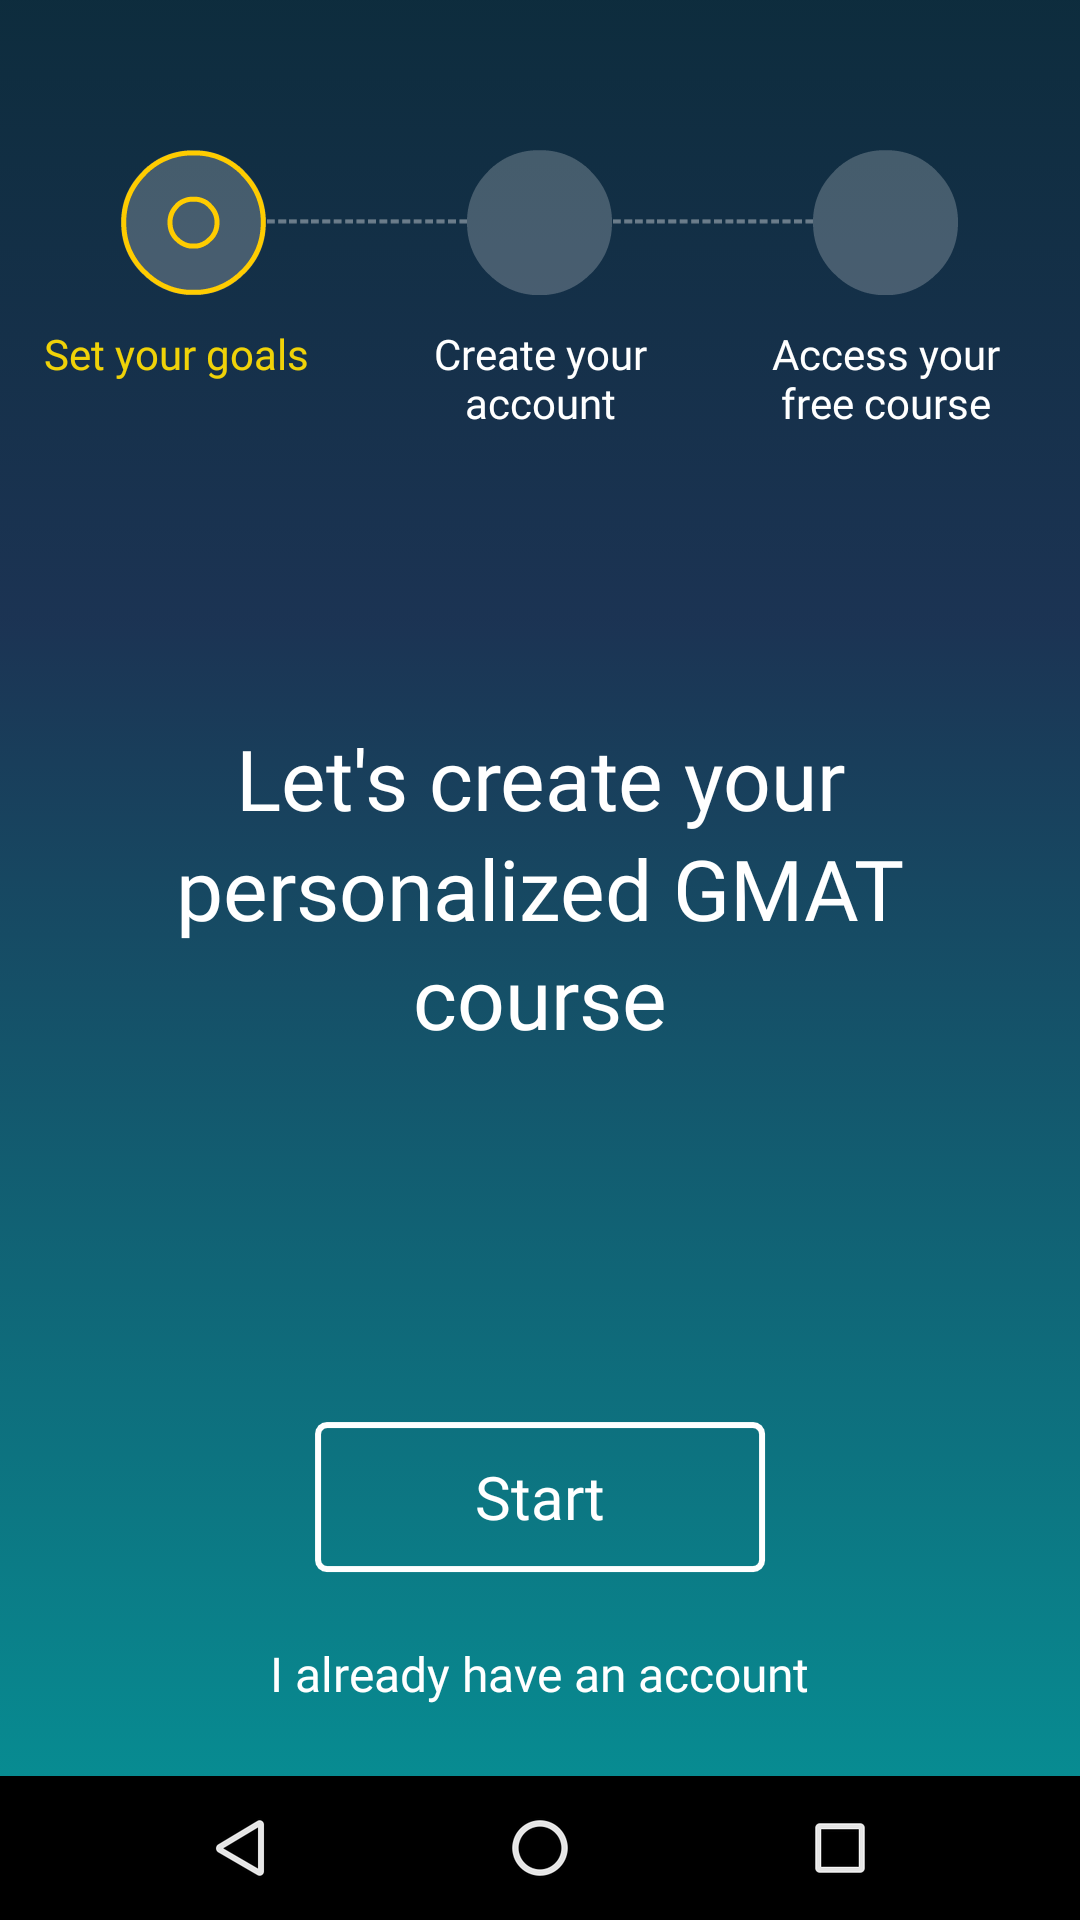 Set your goals
Create your
account
Access your
free course
Let's create your
personalized GMAT
course
Start
I already have an account